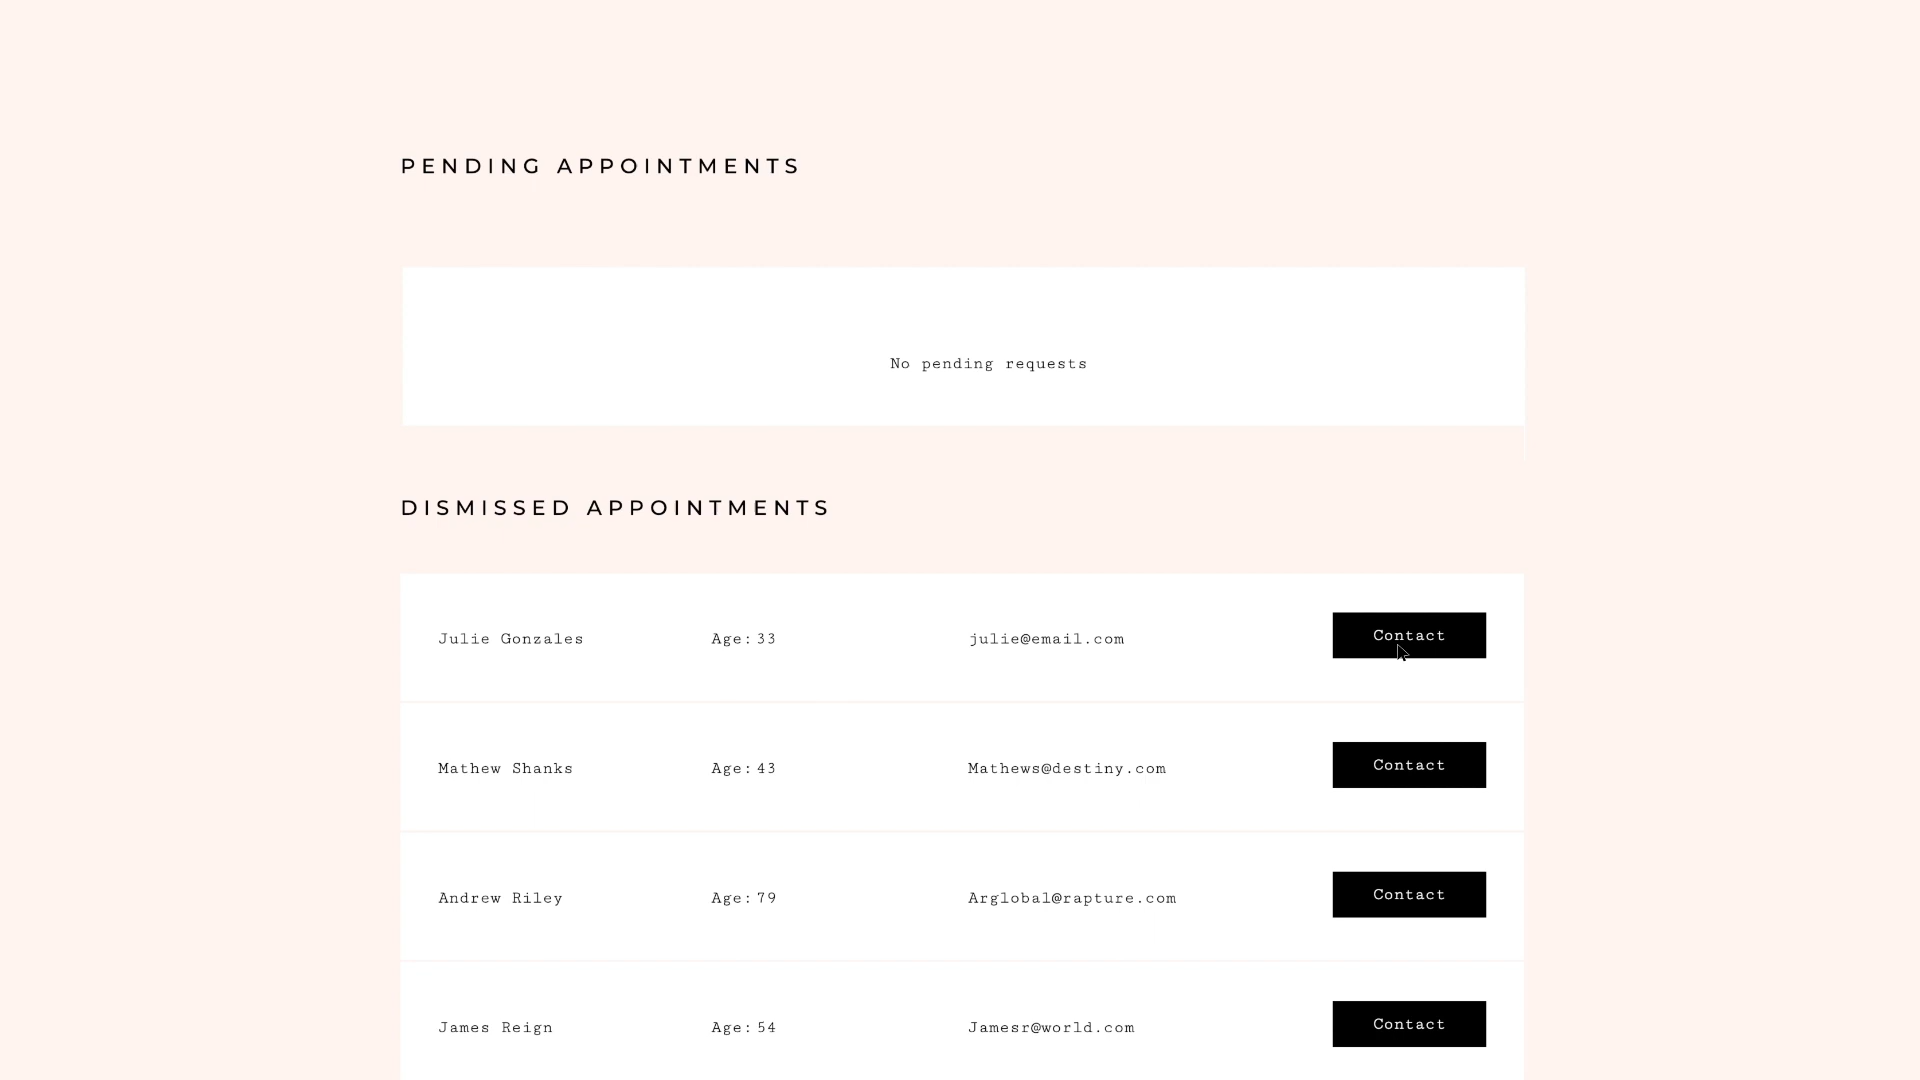 PENDING APPOINTMENTS
No pending requests
DISMISSED APPOINTMENTS
Julie Gonzales Age: 33 julie@email.com Contact
Mathew Shanks Age: 43 Mathews@destiny.com Contact
Andrew Riley Age: 79 Arglobal@rapture.com Contact
James Reign Age: 54 Jamesr@world.com Contact